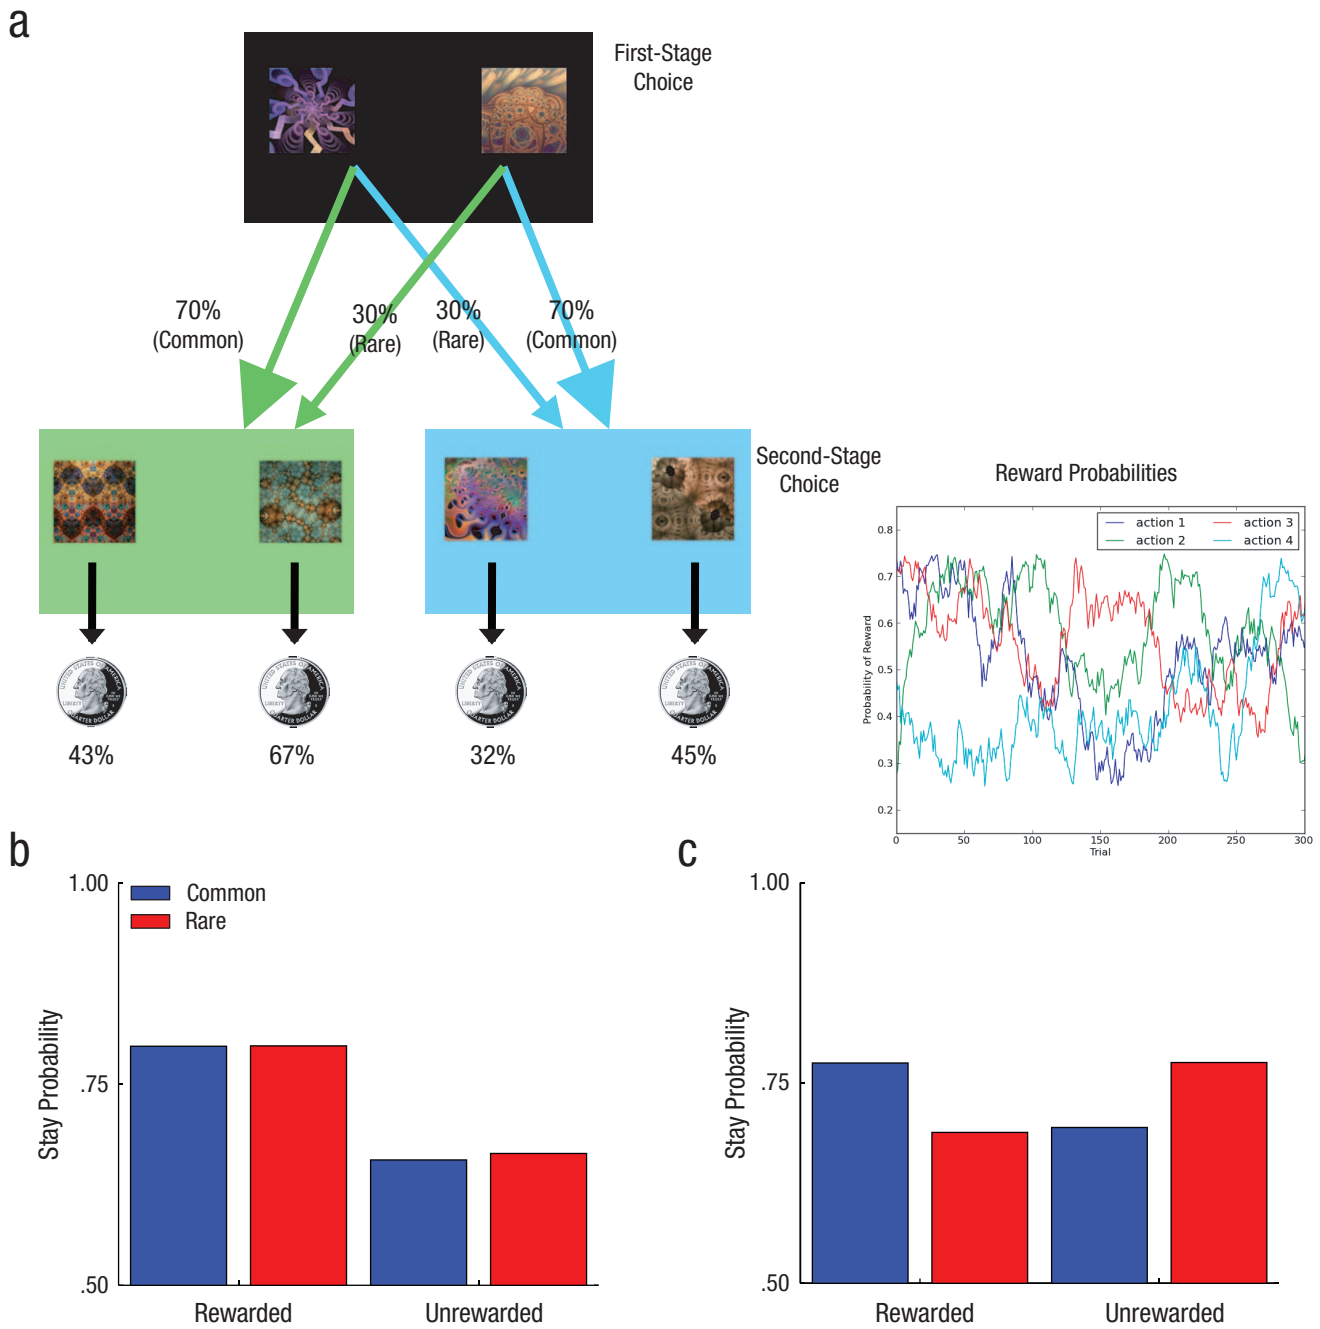 a
First-Stage
Choice
70%
(Common)
30%
(Rare)
30%
(Rare)
70%
(Common)
Second-Stage
Choice
43%
67%
32%
45%
Reward Probabilities
action 1
action 2
action 3
action 4
Probability of Reward
0.8
0.7
0.6
0.5
0.4
0.3
0.2
0
50
100
150
200
250
300
Trial
b
Common
Rare
Stay Probability
1.00
.75
.50
Rewarded
Unrewarded
c
Stay Probability
1.00
.75
.50
Rewarded
Unrewarded